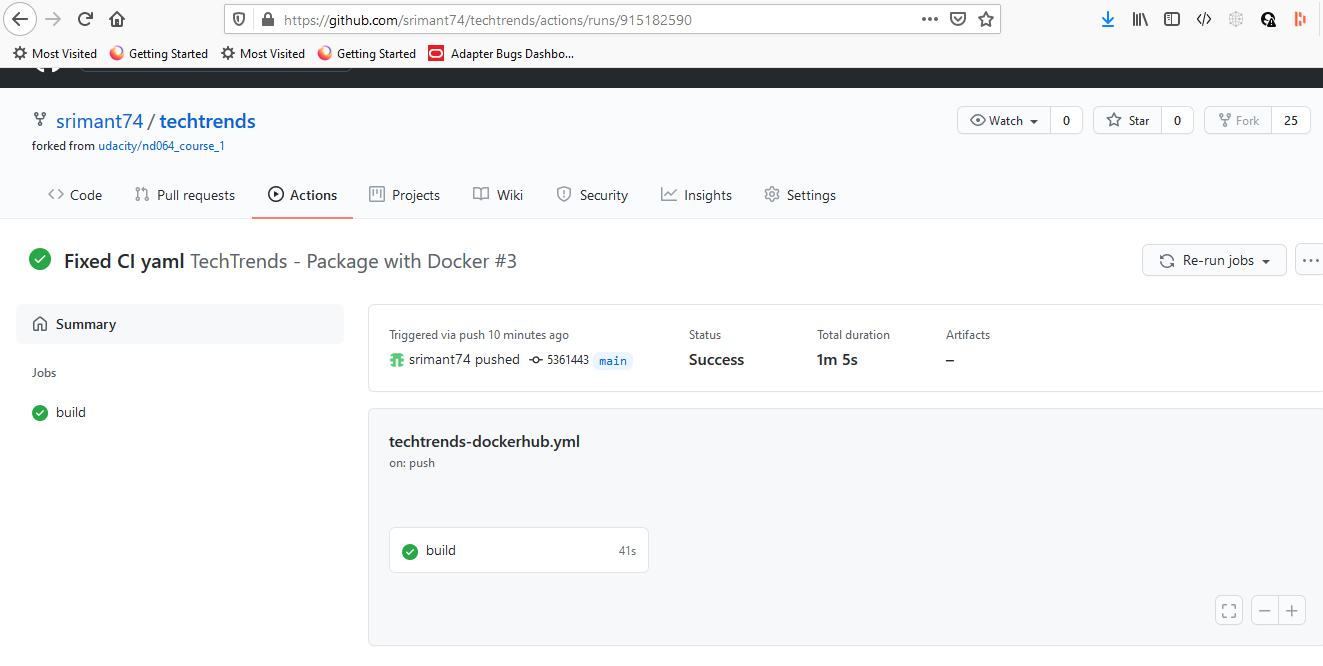 https://github.com/srimant74/techtrends/actions/runs/915182590
Most Visited Getting Started Most Visited Getting Started Adapter Bugs Dashbo...
srimant74 / techtrends
Watch 0 Star 0 Fork 25
forked from udacity/nd064_course_1
Code Pull requests Actions Projects Wiki Security Insights Settings
Fixed CI yaml TechTrends - Package with Docker #3
Re-run jobs
Summary
Jobs
build
Triggered via push 10 minutes ago Status Total duration Artifacts
srimant74 pushed 5361443 main Success 1m 5s –
techtrends-dockerhub.yml
on: push
build 41s